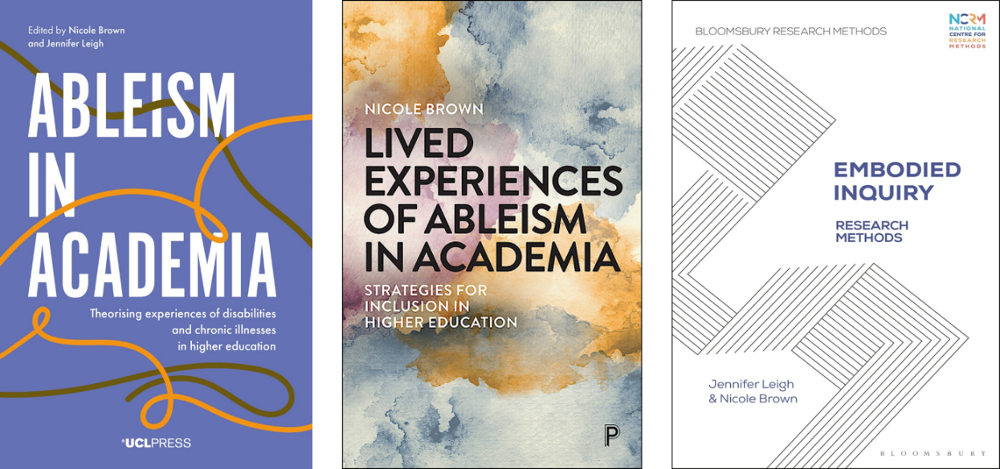 Edited by Nicole Brown
and Jennifer Leigh
ABLEISM
IN
ACADEMIA
Theorising experiences of disabilities
and chronic illnesses
in higher education
UCLPRESS
NICOLE BROWN
LIVED
EXPERIENCES
OF ABLEISM
IN ACADEMIA
STRATEGIES FOR
INCLUSION IN
HIGHER EDUCATION
P
BLOOMSBURY RESEARCH METHODS
NCRM
NATIONAL
CENTRE FOR
RESEARCH
METHODS
EMBODIED
INQUIRY
RESEARCH
METHODS
Jennifer Leigh
& Nicole Brown
BLOOMSBURY